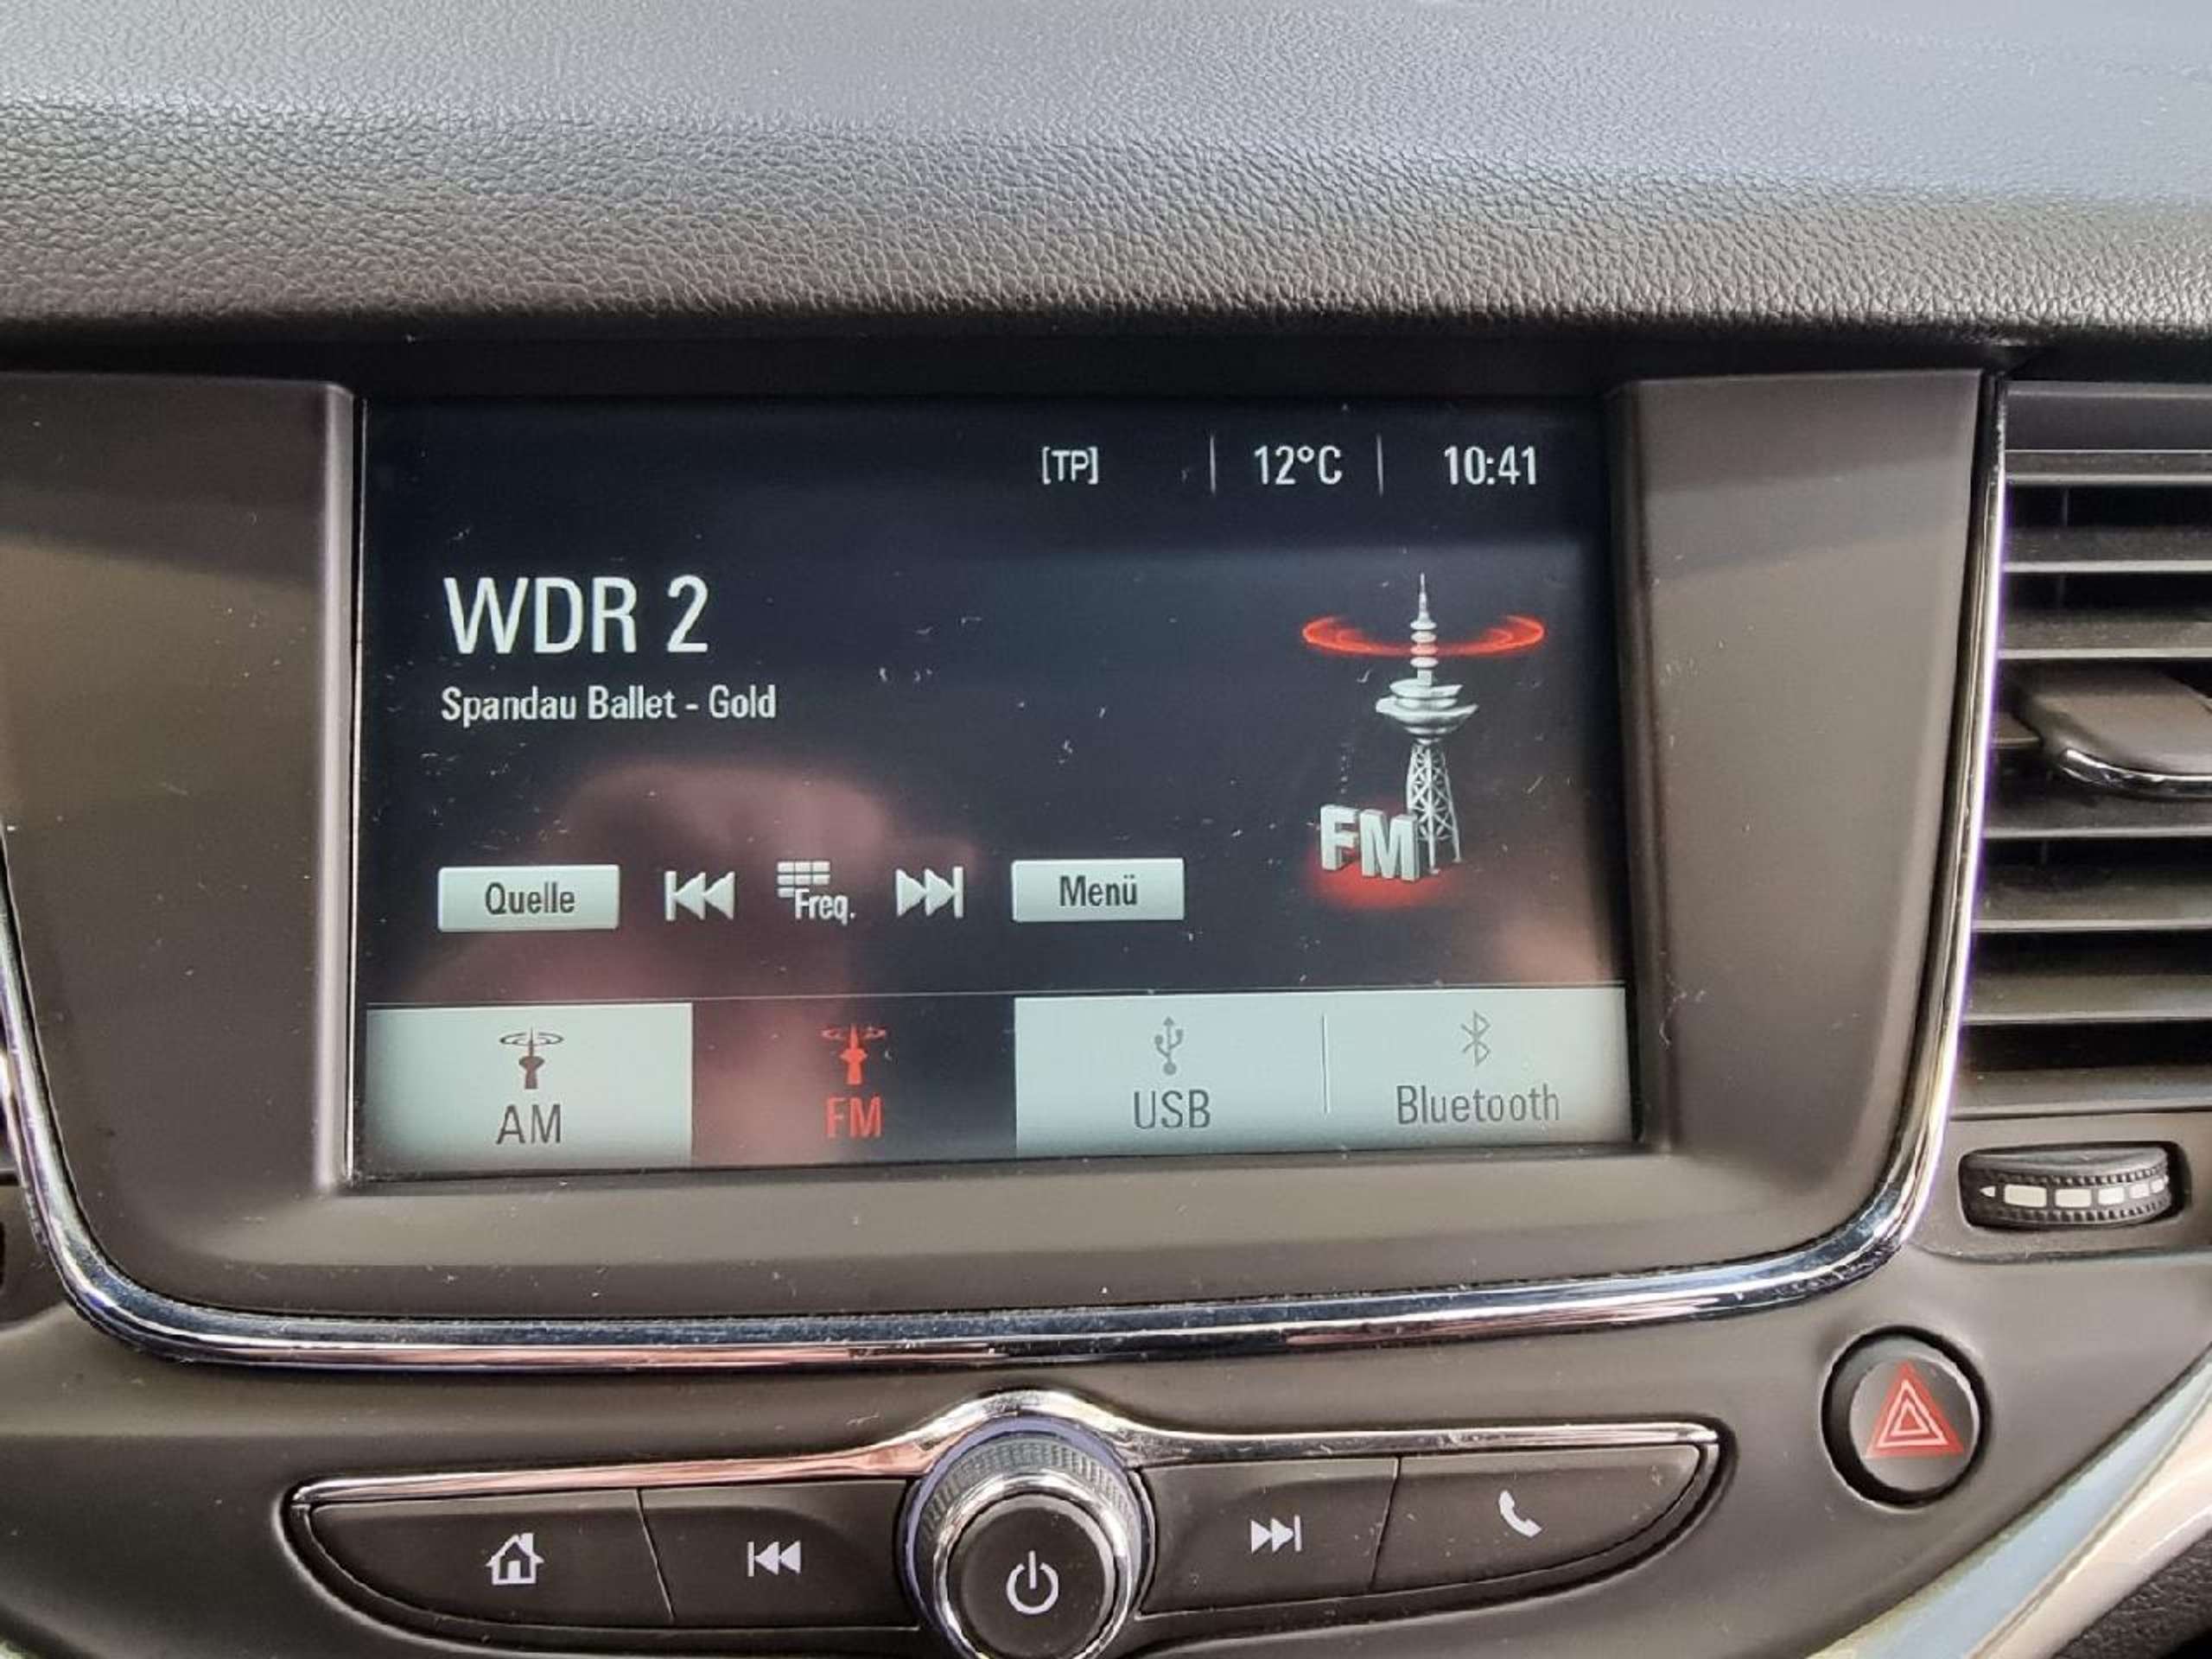 [TP] 12°C 10:41
WDR 2
Spandau Ballet - Gold
FM
Quelle Freq. Menü
AM FM USB Bluetooth